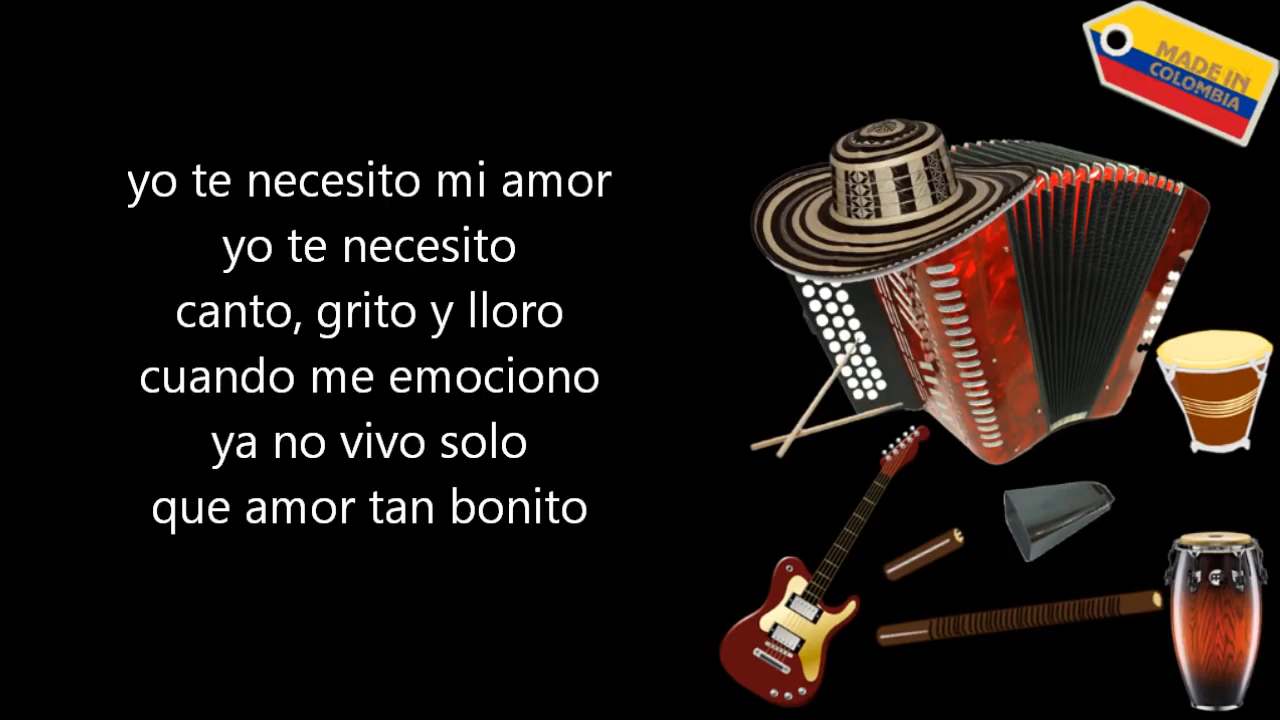 yo te necesito mi amor
yo te necesito
canto, grito y lloro
cuando me emociono
ya no vivo solo
que amor tan bonito
MADE IN
COLOMBIA